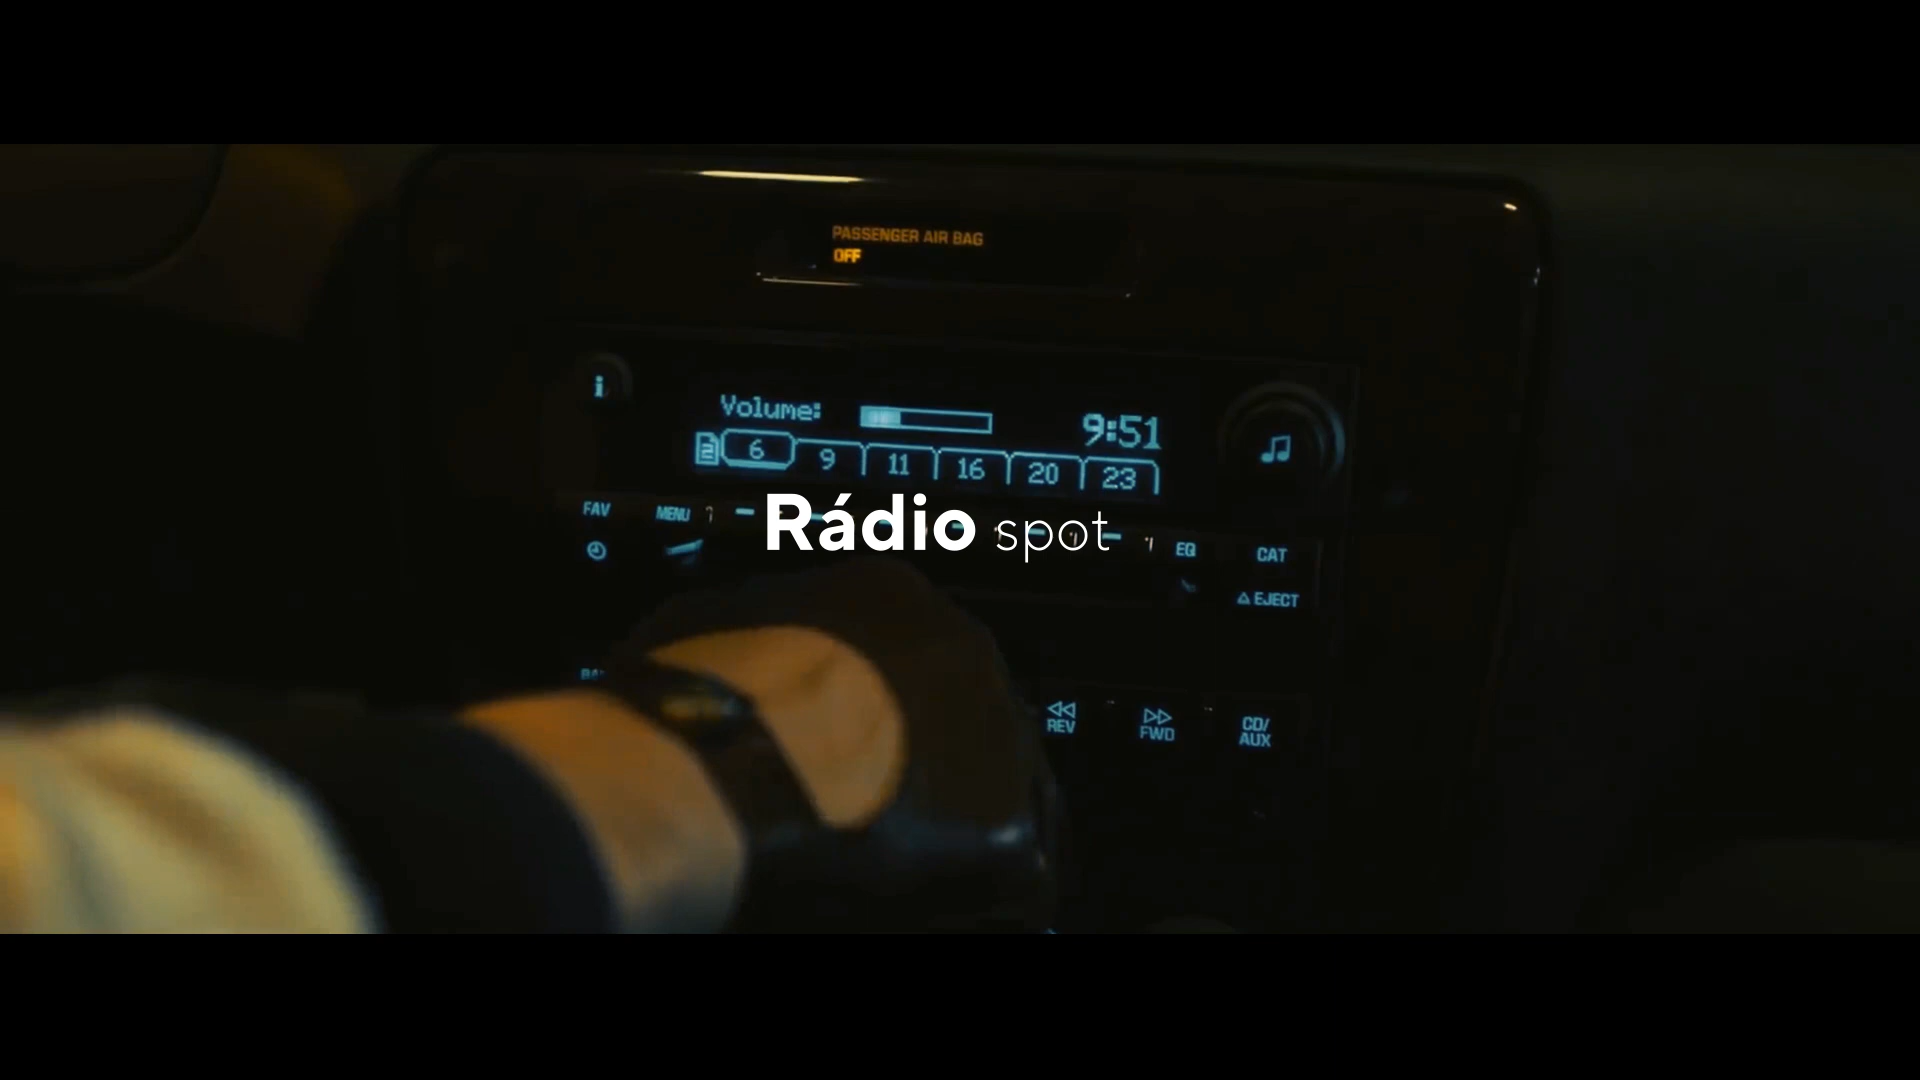 PASSENGER AIR BAG
OFF
i
Volume: 9:51
2 6 9 11 16 20 23
Rádio spot
FAV MENU EQ CAT
EJECT
REV FWD CD/
AUX